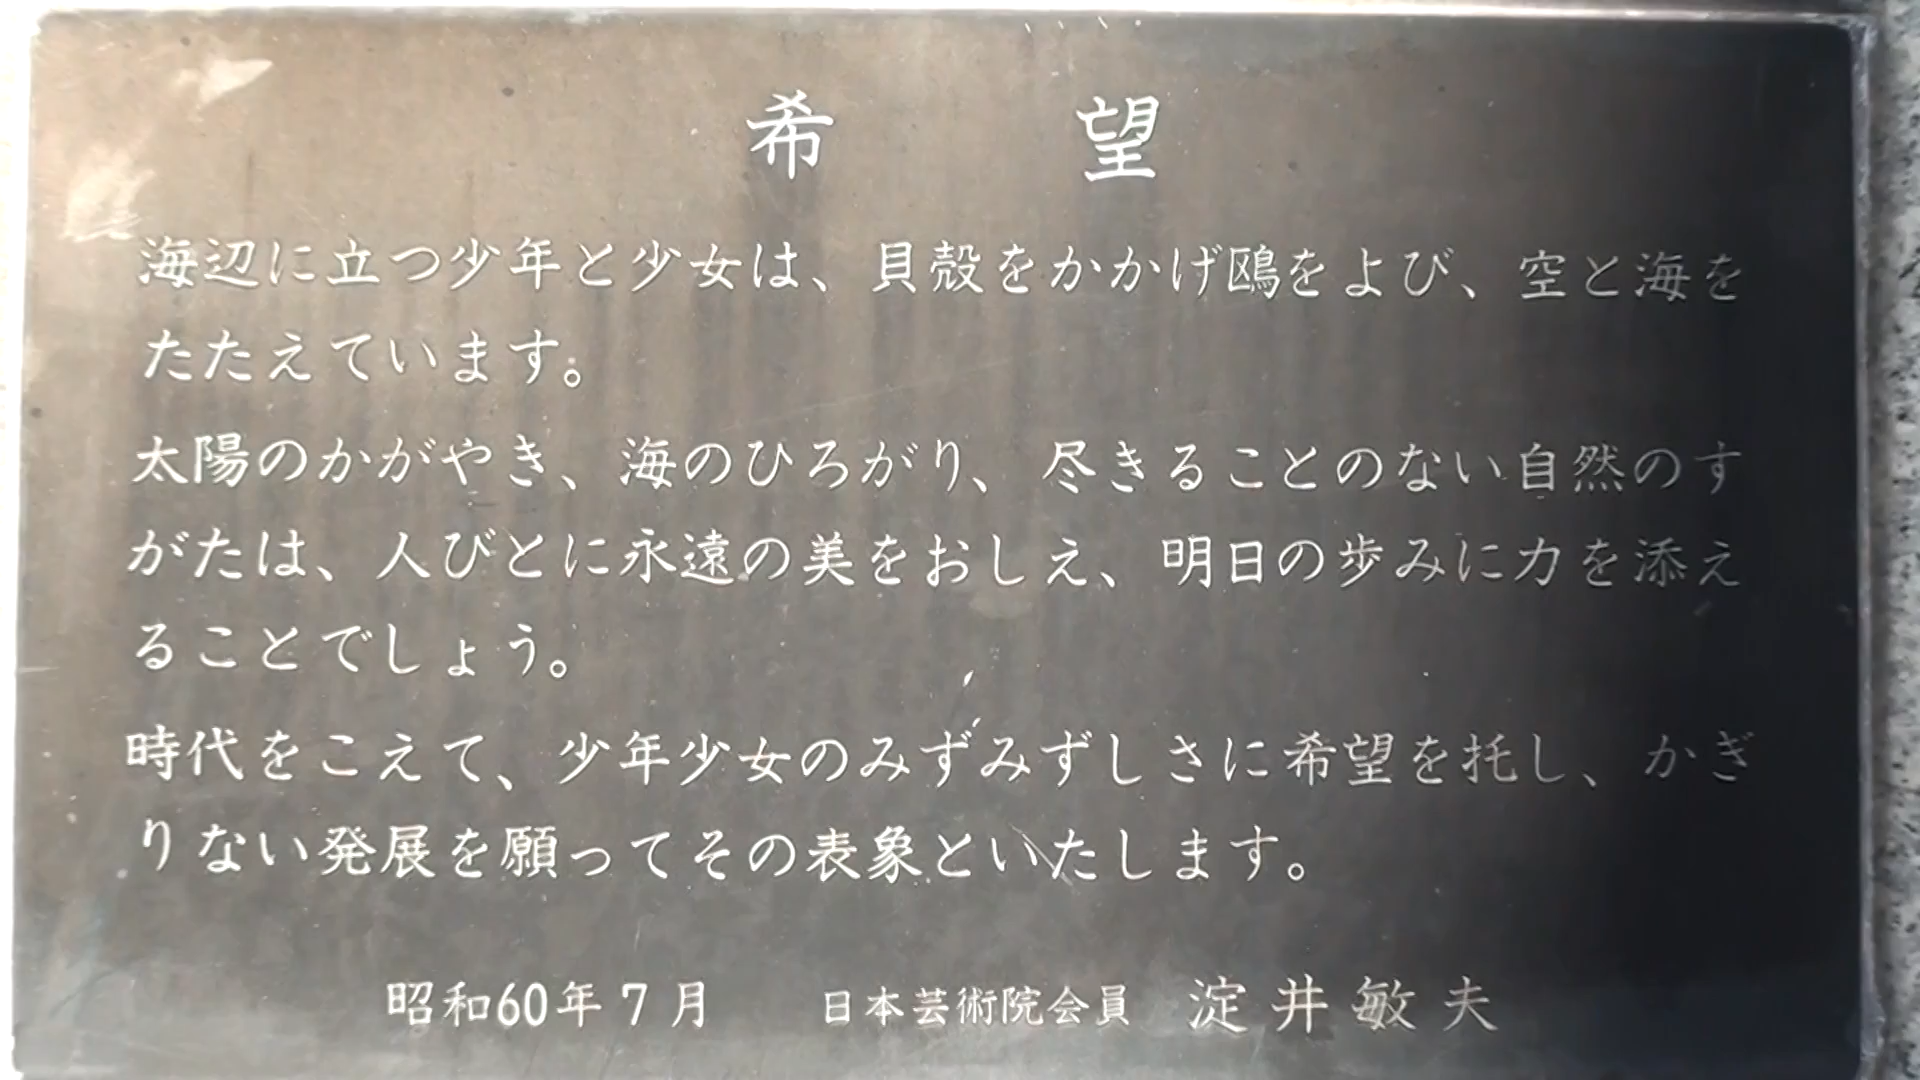 希望
海辺に立つ少年と少女は、貝殻をかかげ鴎をよび、空と海を
たたえています。
太陽のかがやき、海のひろがり、尽きることのない自然のす
がたは、人びとに永遠の美をおしえ、明日の歩みに力を添え
ることでしょう。
時代をこえて、少年少女のみずみずしさに希望を托し、かぎ
りない発展を願ってその表象といたします。
昭和60年7月 日本芸術院会員 淀井敏夫